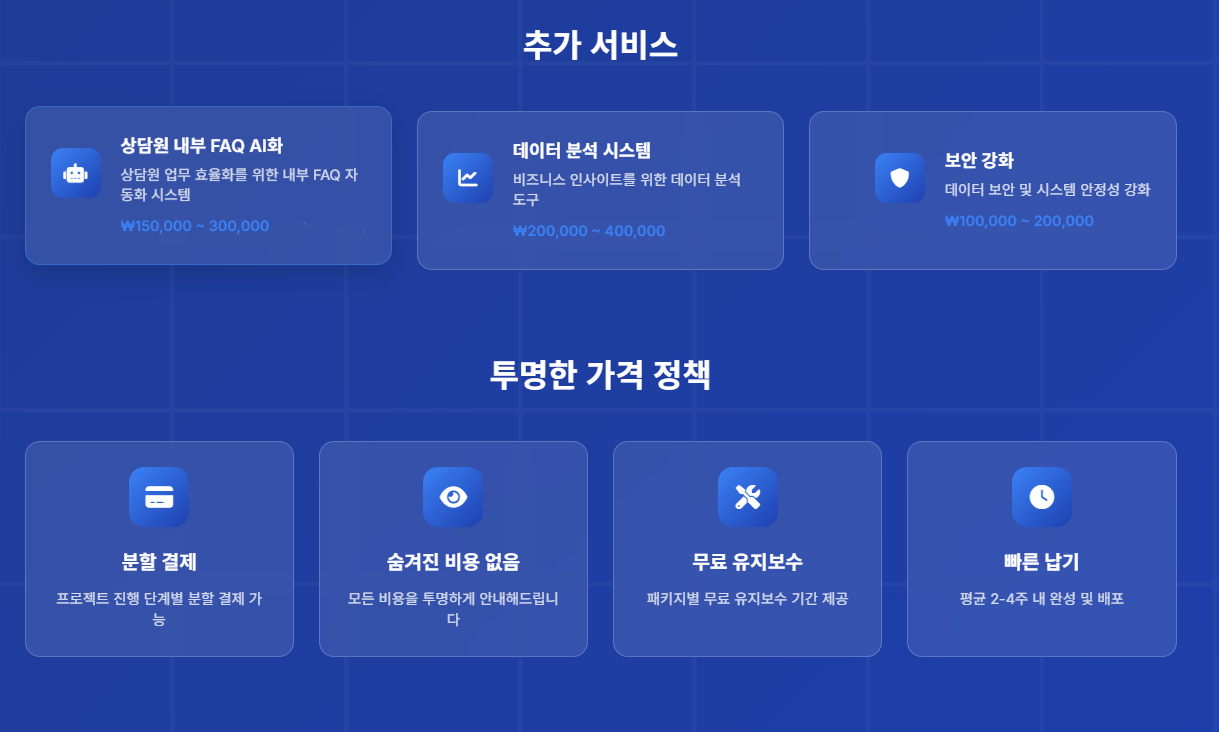 추가 서비스
상담원 내부 FAQ AI화
상담원 업무 효율화를 위한 내부 FAQ 자
동화 시스템
₩150,000 ~ 300,000
데이터 분석 시스템
비즈니스 인사이트를 위한 데이터 분석
도구
₩200,000 ~ 400,000
보안 강화
데이터 보안 및 시스템 안정성 강화
₩100,000 ~ 200,000
투명한 가격 정책
분할 결제
프로젝트 진행 단계별 분할 결제 가
능
숨겨진 비용 없음
모든 비용을 투명하게 안내해드립니
다
무료 유지보수
패키지별 무료 유지보수 기간 제공
빠른 납기
평균 2-4주 내 완성 및 배포